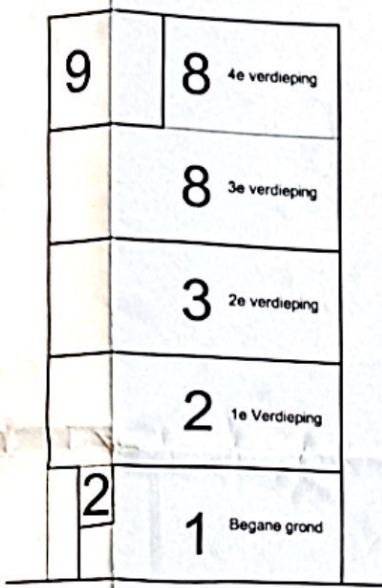 9 8 4e verdieping
8 3e verdieping
3 2e verdieping
2 1e Verdieping
2
1 Begane grond